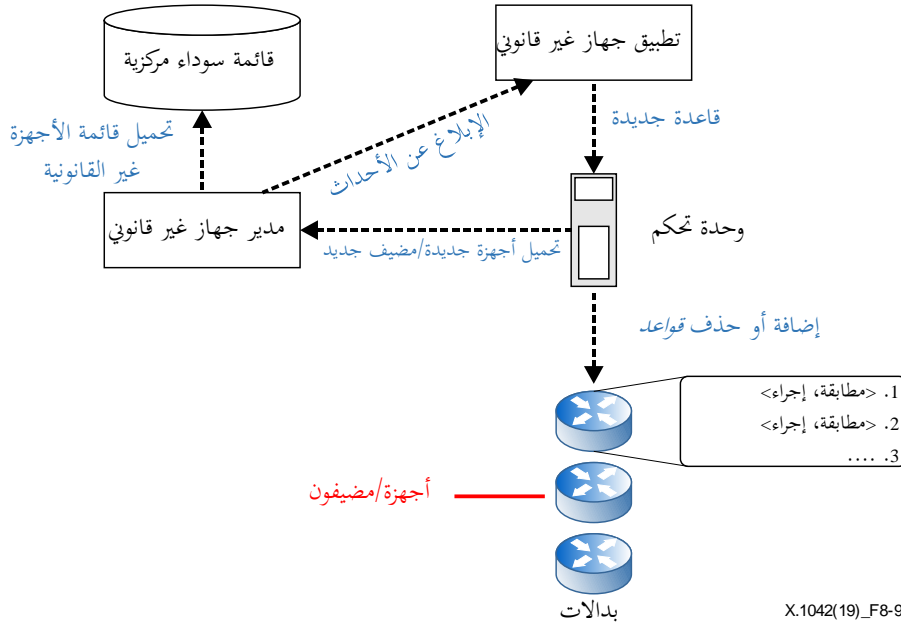 تطبيق جهاز غير قانوني
قائمة سوداء مركزية
قاعدة جديدة
تحميل قائمة الأجهزة
غير القانونية
الإبلاغ عن الأحداث
مدير جهاز غير قانوني
وحدة تحكم
تحميل أجهزة جديدة/مضيف جديد
إضافة أو حذف قواعد
1. <مطابقة، إجراء>
2. <مطابقة، إجراء>
3. ....
أجهزة/مضيفون
بدالات
X.1042(19)_F8-9